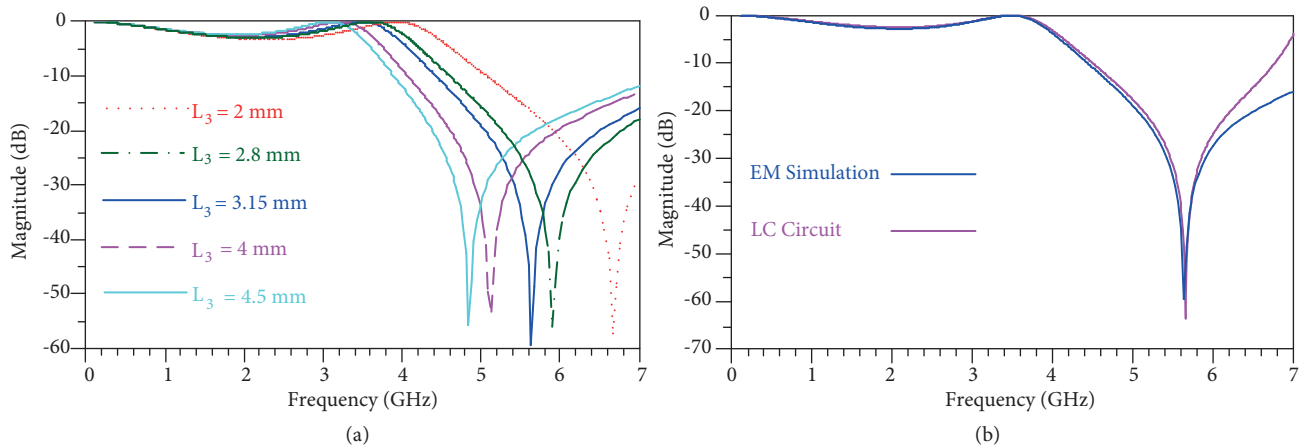 0
-10
-20
-30
-40
-50
-60
Magnitude (dB)
L3 = 2 mm
L3 = 2.8 mm
L3 = 3.15 mm
L3 = 4 mm
L3 = 4.5 mm
0 1 2 3 4 5 6 7
Frequency (GHz)
(a)
0
-10
-20
-30
-40
-50
-60
-70
Magnitude (dB)
EM Simulation
LC Circuit
0 1 2 3 4 5 6 7
Frequency (GHz)
(b)